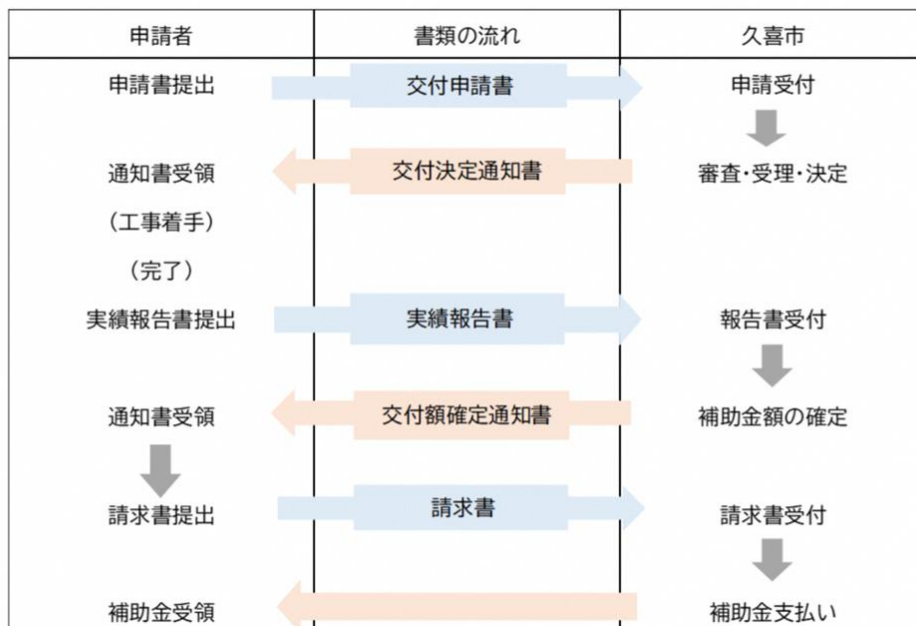 申請者 書類の流れ 久喜市
申請書提出 交付申請書 申請受付
通知書受領 交付決定通知書 審査・受理・決定
（工事着手）
（完了）
実績報告書提出 実績報告書 報告書受付
通知書受領 交付額確定通知書 補助金額の確定
請求書提出 請求書 請求書受付
補助金受領 補助金支払い